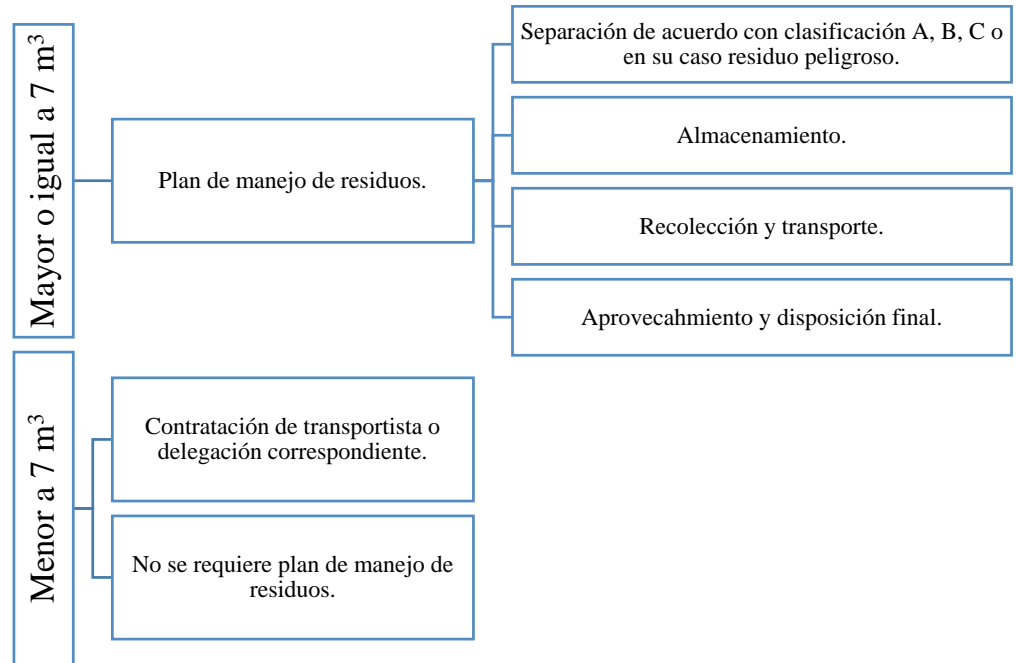 Mayor o igual a 7 m³
Plan de manejo de residuos.
Separación de acuerdo con clasificación A, B, C o
en su caso residuo peligroso.
Almacenamiento.
Recolección y transporte.
Aprovecahmiento y disposición final.
Menor a 7 m³
Contratación de transportista o
delegación correspondiente.
No se requiere plan de manejo de
residuos.